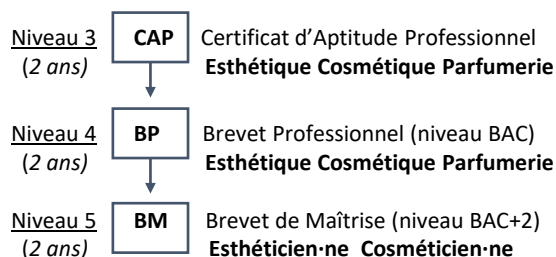 Niveau 3 CAP Certificat d'Aptitude Professionnel
(2 ans) Esthétique Cosmétique Parfumerie
Niveau 4 BP Brevet Professionnel (niveau BAC)
(2 ans) Esthétique Cosmétique Parfumerie
Niveau 5 BM Brevet de Maîtrise (niveau BAC+2)
(2 ans) Esthéticien·ne Cosméticien·ne